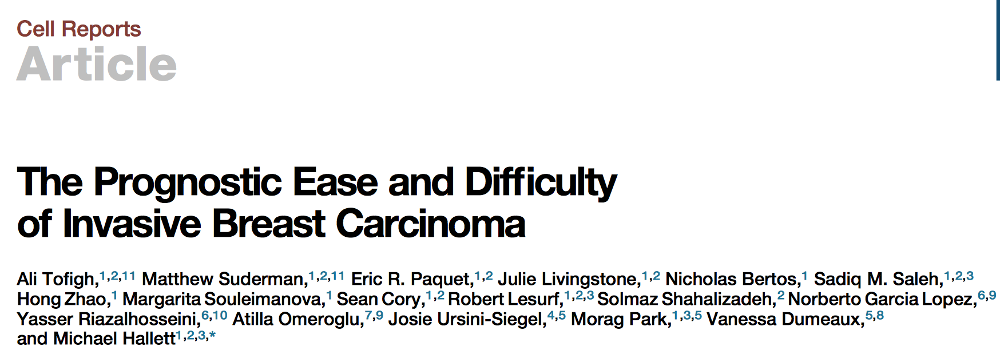 Cell Reports
Article
The Prognostic Ease and Difficulty
of Invasive Breast Carcinoma
Ali Tofigh,1,2,11 Matthew Suderman,1,2,11 Eric R. Paquet,1,2 Julie Livingstone,1,2 Nicholas Bertos,1 Sadiq M. Saleh,1,2,3
Hong Zhao,1 Margarita Souleimanova,1 Sean Cory,1,2 Robert Lesurf,1,2,3 Solmaz Shahalizadeh,2 Norberto Garcia Lopez,6,9
Yasser Riazalhosseini,6,10 Atilla Omeroglu,7,9 Josie Ursini-Siegel,4,5 Morag Park,1,3,5 Vanessa Dumeaux,5,8
and Michael Hallett1,2,3,*